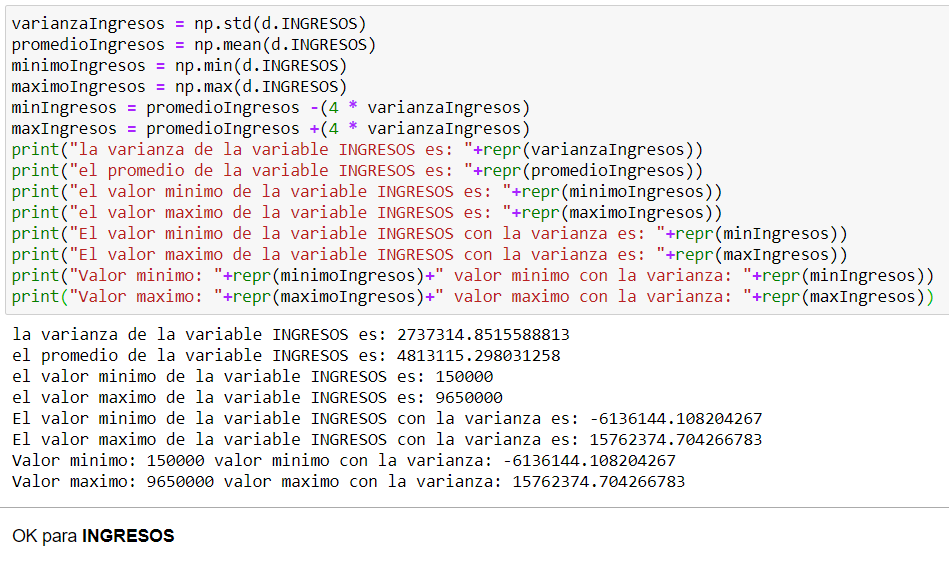 varianzaIngresos = np.std(d.INGRESOS)
promedioIngresos = np.mean(d.INGRESOS)
minimoIngresos = np.min(d.INGRESOS)
maximoIngresos = np.max(d.INGRESOS)
minIngresos = promedioIngresos -(4 * varianzaIngresos)
maxIngresos = promedioIngresos +(4 * varianzaIngresos)
print("la varianza de la variable INGRESOS es: "+repr(varianzaIngresos))
print("el promedio de la variable INGRESOS es: "+repr(promedioIngresos))
print("el valor minimo de la variable INGRESOS es: "+repr(minimoIngresos))
print("el valor maximo de la variable INGRESOS es: "+repr(maximoIngresos))
print("El valor minimo de la variable INGRESOS con la varianza es: "+repr(minIngresos))
print("El valor maximo de la variable INGRESOS con la varianza es: "+repr(maxIngresos))
print("Valor minimo: "+repr(minimoIngresos)+" valor minimo con la varianza: "+repr(minIngresos))
print("Valor maximo: "+repr(maximoIngresos)+" valor maximo con la varianza: "+repr(maxIngresos))
la varianza de la variable INGRESOS es: 2737314.8515588813
el promedio de la variable INGRESOS es: 4813115.298031258
el valor minimo de la variable INGRESOS es: 150000
el valor maximo de la variable INGRESOS es: 9650000
El valor minimo de la variable INGRESOS con la varianza es: -6136144.108204267
El valor maximo de la variable INGRESOS con la varianza es: 15762374.704266783
Valor minimo: 150000 valor minimo con la varianza: -6136144.108204267
Valor maximo: 9650000 valor maximo con la varianza: 15762374.704266783
OK para INGRESOS